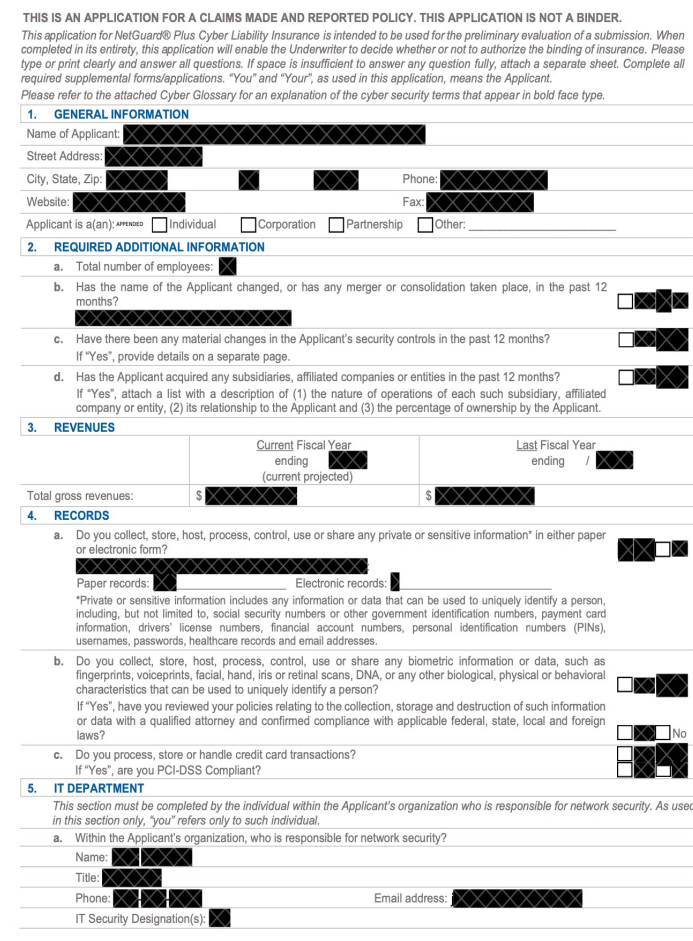 THIS IS AN APPLICATION FOR A CLAIMS MADE AND REPORTED POLICY. THIS APPLICATION IS NOT A BINDER.
This application for NetGuard® Plus Cyber Liability Insurance is intended to be used for the preliminary evaluation of a submission. When
completed in its entirety, this application will enable the Underwriter to decide whether or not to authorize the binding of insurance. Please
type or print clearly and answer all questions. If space is insufficient to answer any question fully, attach a separate sheet. Complete all
required supplemental forms/applications. "You" and "Your", as used in this application, means the Applicant.
Please refer to the attached Cyber Glossary for an explanation of the cyber security terms that appear in bold face type.
1. GENERAL INFORMATION
Name of Applicant:
Street Address:
City, State, Zip: Phone:
Website: Fax:
Applicant is a(an): APPENDED Individual Corporation Partnership Other:
2. REQUIRED ADDITIONAL INFORMATION
a. Total number of employees:
b. Has the name of the Applicant changed, or has any merger or consolidation taken place, in the past 12
months?
c. Have there been any material changes in the Applicant's security controls in the past 12 months?
If "Yes", provide details on a separate page.
d. Has the Applicant acquired any subsidiaries, affiliated companies or entities in the past 12 months?
If "Yes", attach a list with a description of (1) the nature of operations of each such subsidiary, affiliated
company or entity, (2) its relationship to the Applicant and (3) the percentage of ownership by the Applicant.
3. REVENUES
Current Fiscal Year Last Fiscal Year
ending ending /
(current projected)
Total gross revenues: $ $
4. RECORDS
a. Do you collect, store, host, process, control, use or share any private or sensitive information* in either paper
or electronic form?
Paper records: Electronic records:
*Private or sensitive information includes any information or data that can be used to uniquely identify a person,
including, but not limited to, social security numbers or other government identification numbers, payment card
information, drivers' license numbers, financial account numbers, personal identification numbers (PINs),
usernames, passwords, healthcare records and email addresses.
b. Do you collect, store, host, process, control, use or share any biometric information or data, such as
fingerprints, voiceprints, facial, hand, iris or retinal scans, DNA, or any other biological, physical or behavioral
characteristics that can be used to uniquely identify a person?
If "Yes", have you reviewed your policies relating to the collection, storage and destruction of such information
or data with a qualified attorney and confirmed compliance with applicable federal, state, local and foreign
laws? No
c. Do you process, store or handle credit card transactions?
If "Yes", are you PCI-DSS Compliant?
5. IT DEPARTMENT
This section must be completed by the individual within the Applicant's organization who is responsible for network security. As used
in this section only, "you" refers only to such individual.
a. Within the Applicant's organization, who is responsible for network security?
Name:
Title:
Phone: Email address:
IT Security Designation(s):